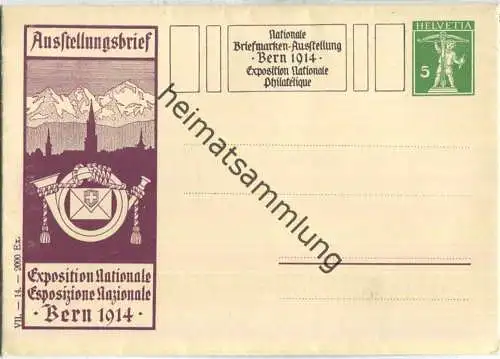 Ausstellungsbrief
Nationale
Briefmarken-Ausstellung
· Bern 1914 ·
Exposition Nationale
Philatélique
HELVETIA
5
heimatsammlung
VII. — 14. — 2000 Ex.
Exposition Nationale
Esposizione Nazionale
· Bern 1914 ·